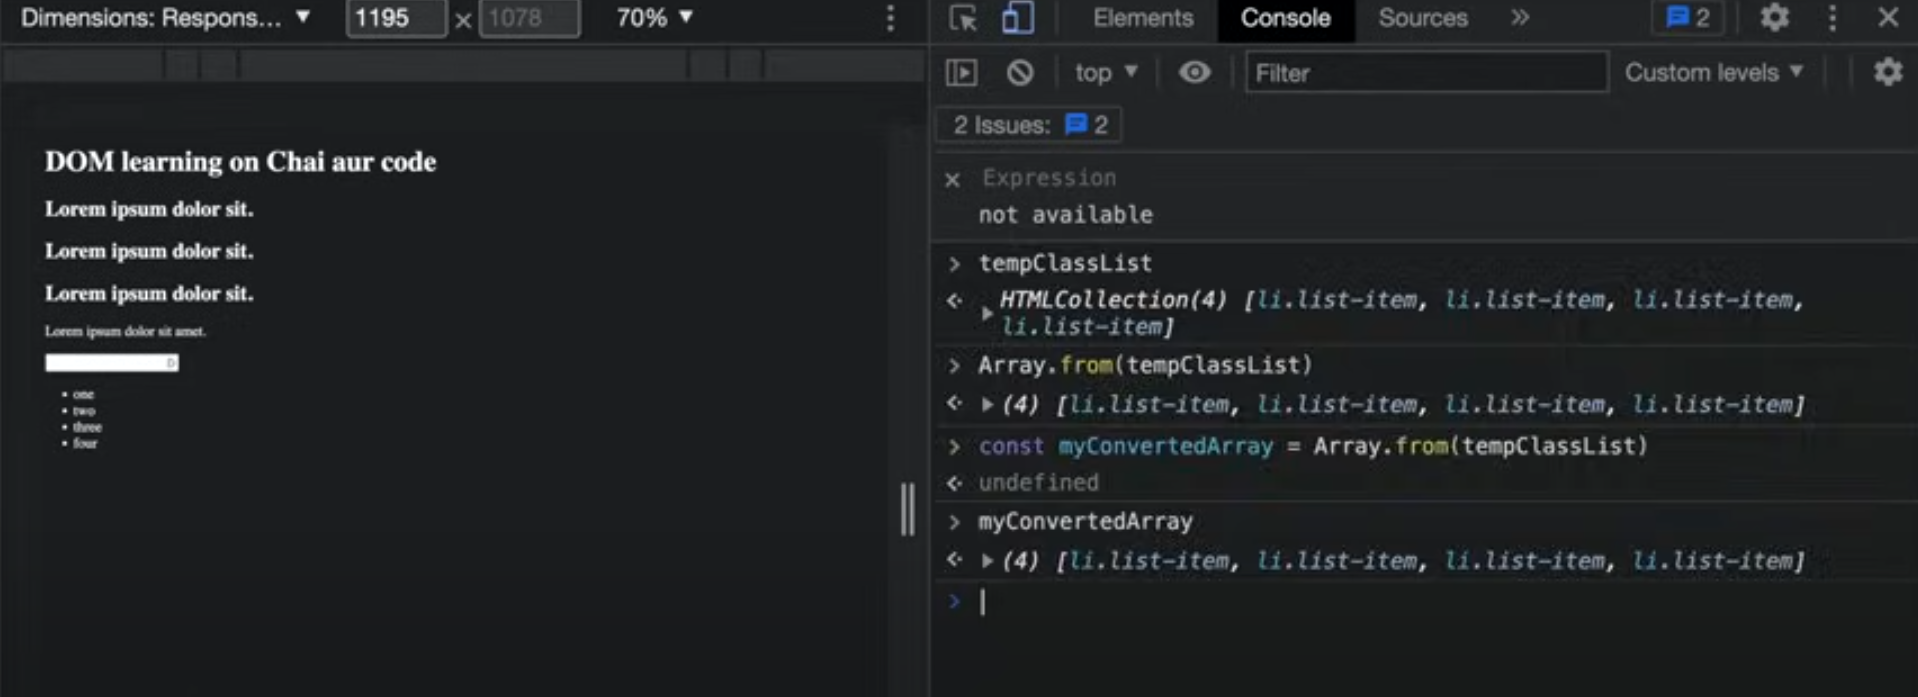 Dimensions: Respons... ▼ 1195 × 1078 70% ▼
DOM learning on Chai aur code
Lorem ipsum dolor sit.
Lorem ipsum dolor sit.
Lorem ipsum dolor sit.
Lorem ipsum dolor sit amet.
• one
• two
• three
• four
Elements Console Sources » 2
top ▼ Filter Custom levels ▼
2 Issues: 2
× Expression
not available
> tempClassList
HTMLCollection(4) [li.list-item, li.list-item, li.list-item,
li.list-item]
> Array.from(tempClassList)
(4) [li.list-item, li.list-item, li.list-item, li.list-item]
> const myConvertedArray = Array.from(tempClassList)
undefined
> myConvertedArray
(4) [li.list-item, li.list-item, li.list-item, li.list-item]
>